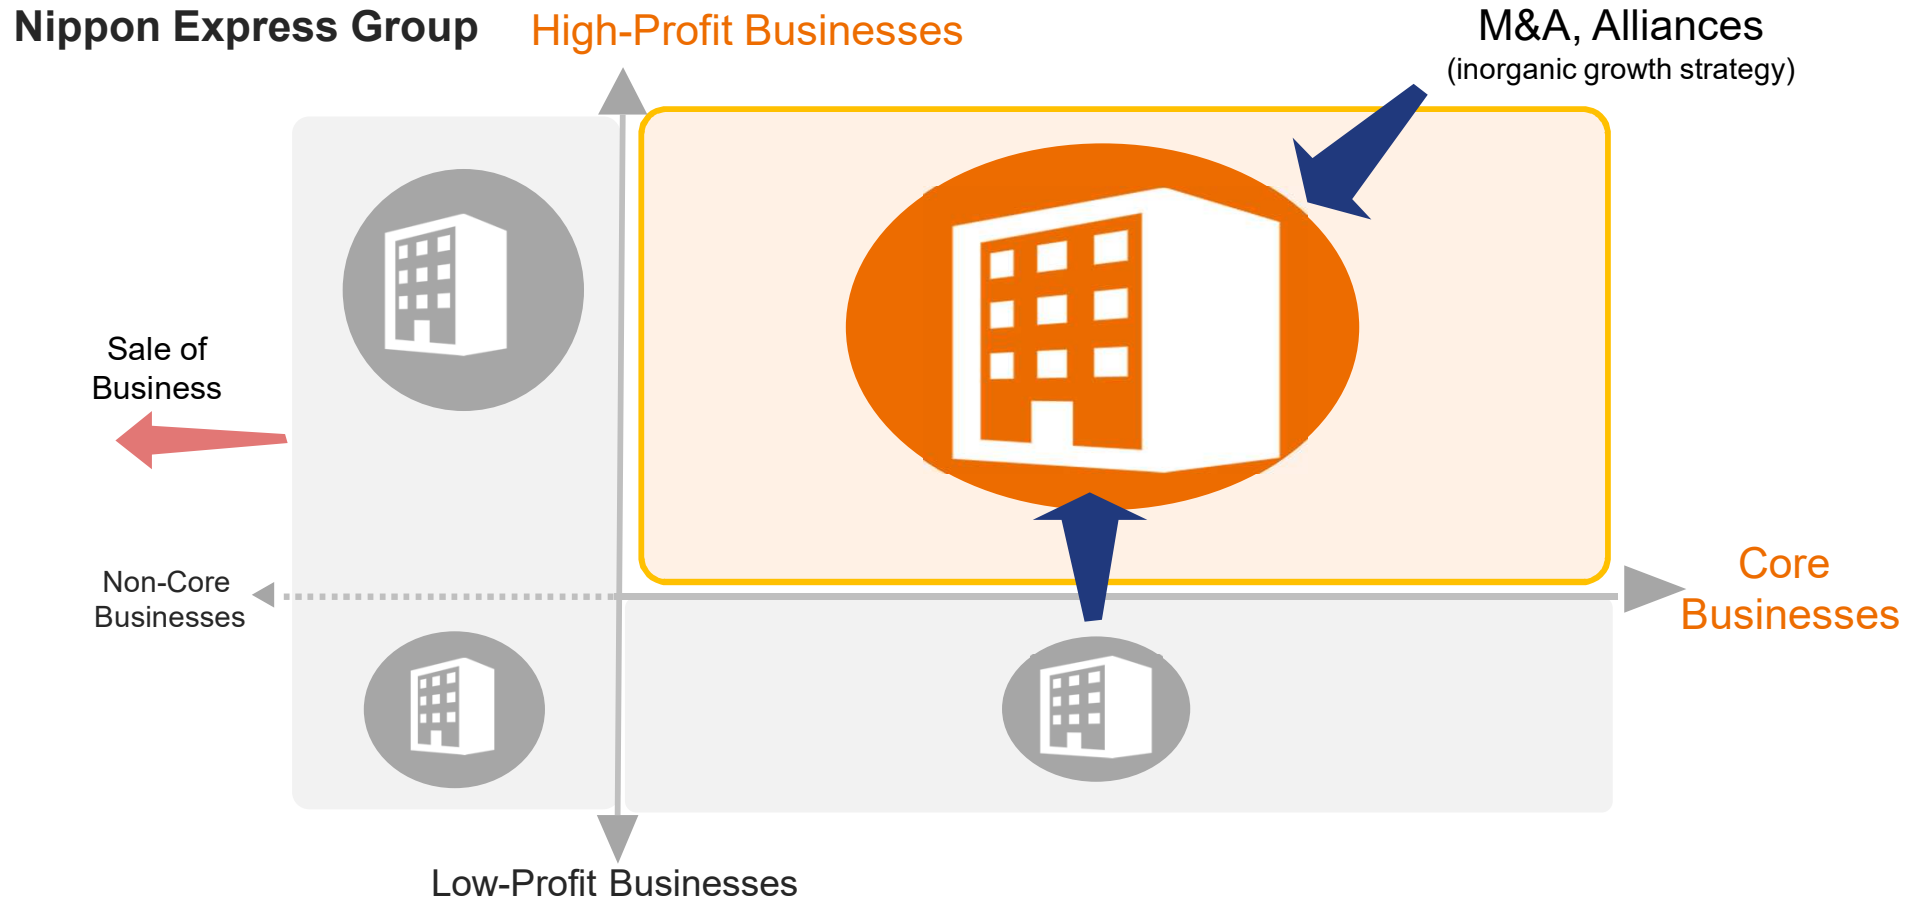 Nippon Express Group
High-Profit Businesses
M&A, Alliances
(inorganic growth strategy)
Sale of
Business
Non-Core
Businesses
Core
Businesses
Low-Profit Businesses